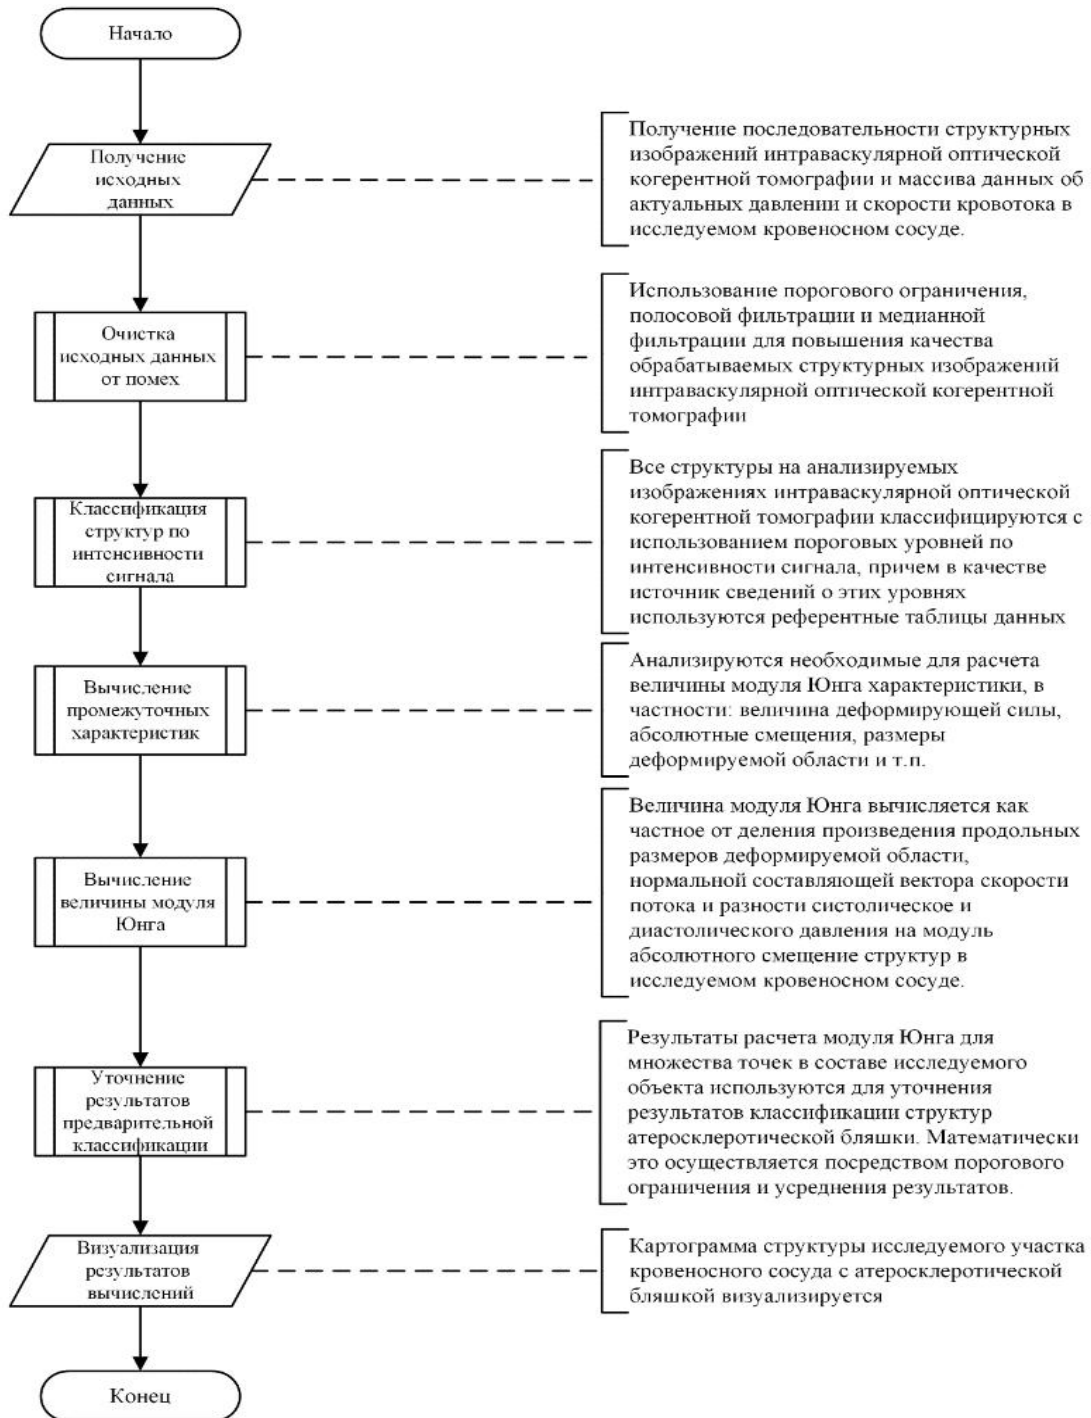 Начало
Получение
исходных
данных
Получение последовательности структурных
изображений интраваскулярной оптической
когерентной томографии и массива данных об
актуальных давлении и скорости кровотока в
исследуемом кровеносном сосуде.
Очистка
исходных данных
от помех
Использование порогового ограничения,
полосовой фильтрации и медианной
фильтрации для повышения качества
обрабатываемых структурных изображений
интраваскулярной оптической когерентной
томографии
Классификация
структур по
интенсивности
сигнала
Все структуры на анализируемых
изображениях интраваскулярной оптической
когерентной томографии классифицируются с
использованием пороговых уровней по
интенсивности сигнала, причем в качестве
источник сведений о этих уровнях
используются референтные таблицы данных
Вычисление
промежуточных
характеристик
Анализируются необходимые для расчета
величины модуля Юнга характеристики, в
частности: величина деформирующей силы,
абсолютные смещения, размеры
деформируемой области и т.п.
Вычисление
величины модуля
Юнга
Величина модуля Юнга вычисляется как
частное от деления произведения продольных
размеров деформируемой области,
нормальной составляющей вектора скорости
потока и разности систолическое и
диастолического давления на модуль
абсолютного смещение структур в
исследуемом кровеносном сосуде.
Уточнение
результатов
предварительной
классификации
Результаты расчета модуля Юнга для
множества точек в составе исследуемого
объекта используются для уточнения
результатов классификации структур
атеросклеротической бляшки. Математически
это осуществляется посредством порогового
ограничения и усреднения результатов.
Визуализация
результатов
вычислений
Картограмма структуры исследуемого участка
кровеносного сосуда с атеросклеротической
бляшкой визуализируется
Конец